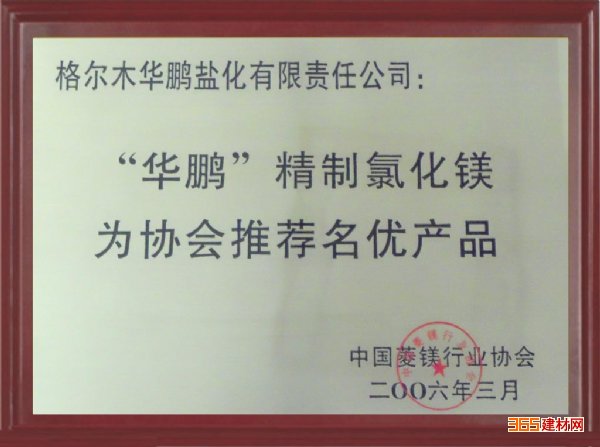 格尔木华鹏盐化有限责任公司：
“华鹏”精制氯化镁
为协会推荐名优产品
中国菱镁行业协会
二〇〇六年三月
365建材网